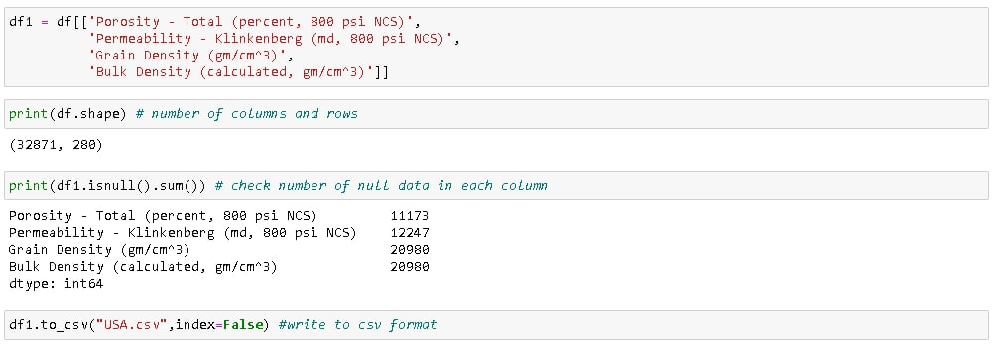 df1 = df[['Porosity - Total (percent, 800 psi NCS)',
'Permeability - Klinkenberg (md, 800 psi NCS)',
'Grain Density (gm/cm^3)',
'Bulk Density (calculated, gm/cm^3)']]
print(df.shape) # number of columns and rows
(32871, 280)
print(df1.isnull().sum()) # check number of null data in each column
Porosity - Total (percent, 800 psi NCS) 11173
Permeability - Klinkenberg (md, 800 psi NCS) 12247
Grain Density (gm/cm^3) 20980
Bulk Density (calculated, gm/cm^3) 20980
dtype: int64
df1.to_csv("USA.csv",index=False) #write to csv format